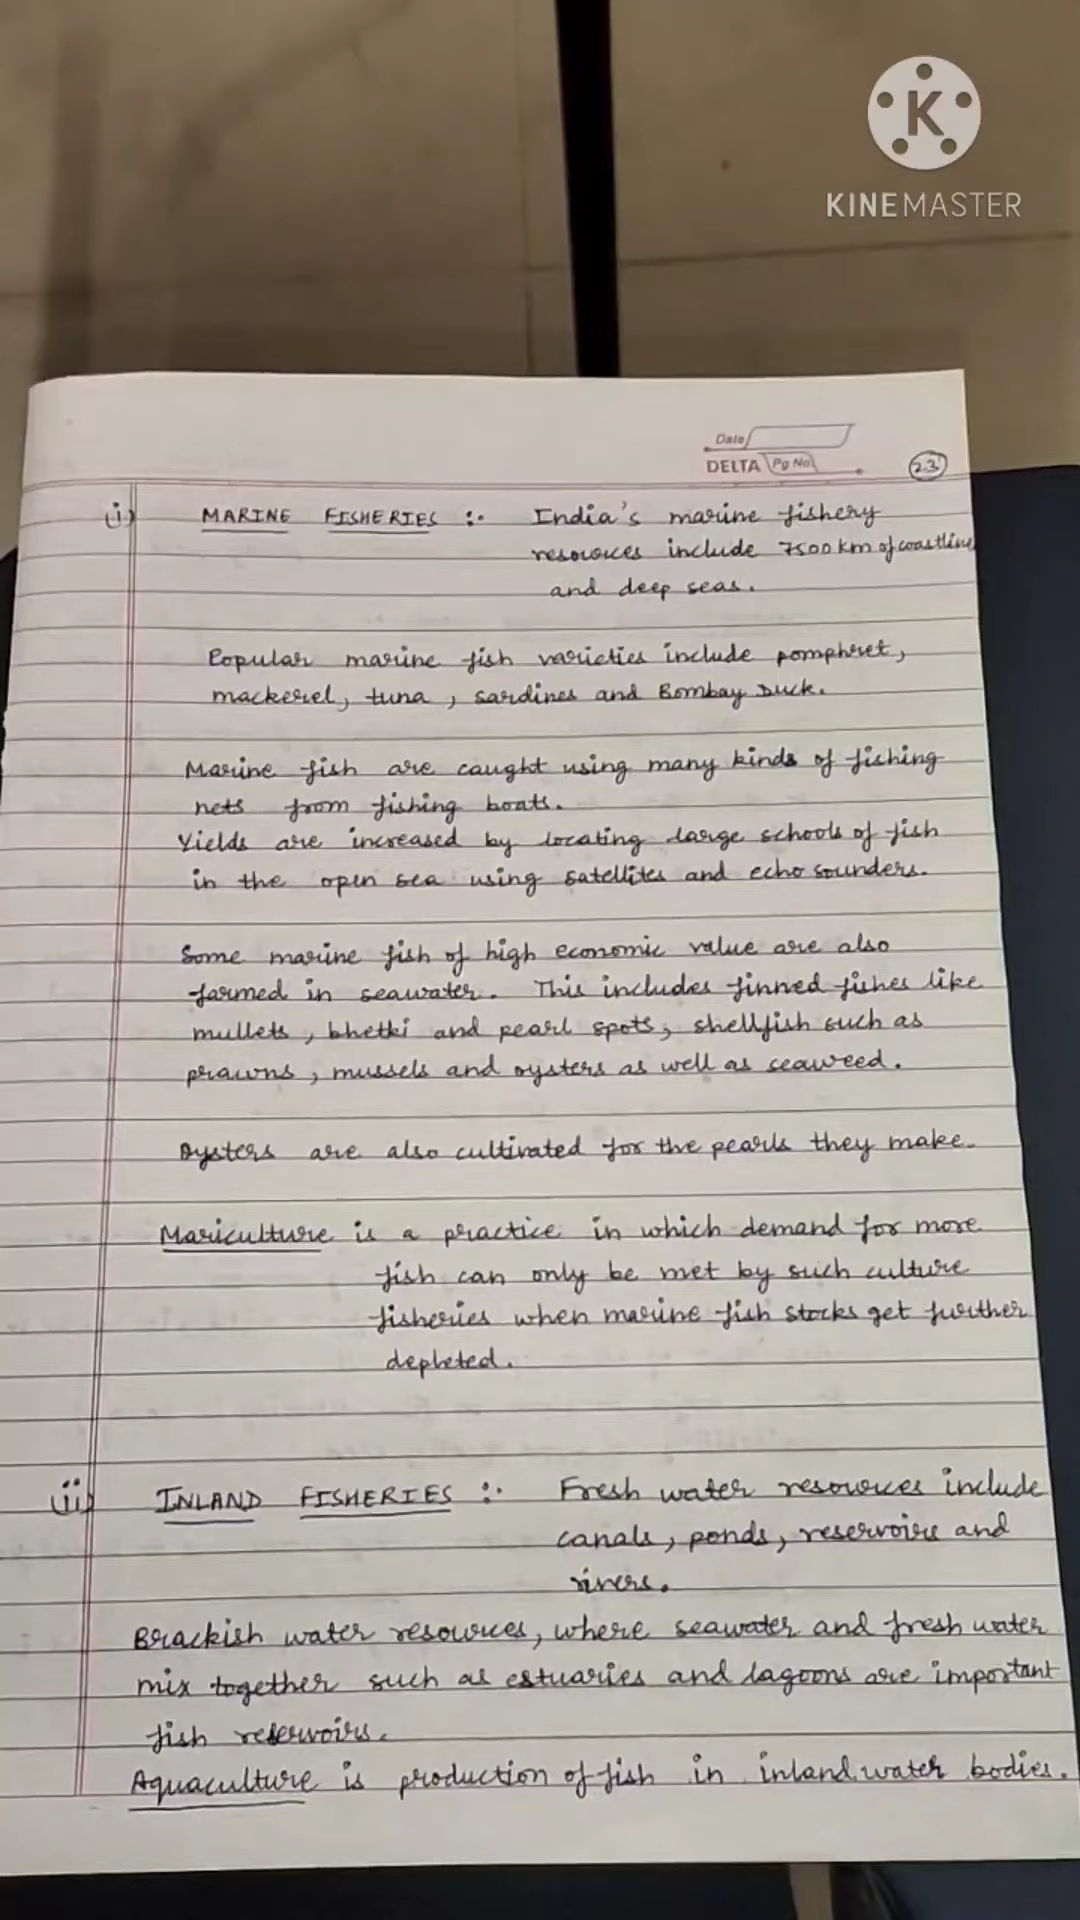 K
KINEMASTER
Date
DELTA Pg No
23
(i) MARINE FISHERIES :- India's marine fishery
resources include 7500 km of coastline
and deep seas.
Popular marine fish varieties include pomphret,
mackerel, tuna, sardines and Bombay Duck.
Marine fish are caught using many kinds of fishing
nets from fishing boats.
Yields are increased by locating large schools of fish
in the open sea using satellites and echo sounders.
Some marine fish of high economic value are also
farmed in seawater. This includes finned fishes like
mullets, bhetki and pearl spots, shellfish such as
prawns, mussels and oysters as well as seaweed.
Oysters are also cultivated for the pearls they make.
Mariculture is a practice in which demand for more
fish can only be met by such culture
fisheries when marine fish stocks get further
depleted.
(ii) INLAND FISHERIES :- Fresh water resources include
canals, ponds, reservoirs and
rivers.
Brackish water resources, where seawater and fresh water
mix together such as estuaries and lagoons are important
fish reservoirs.
Aquaculture is production of fish in inland water bodies.